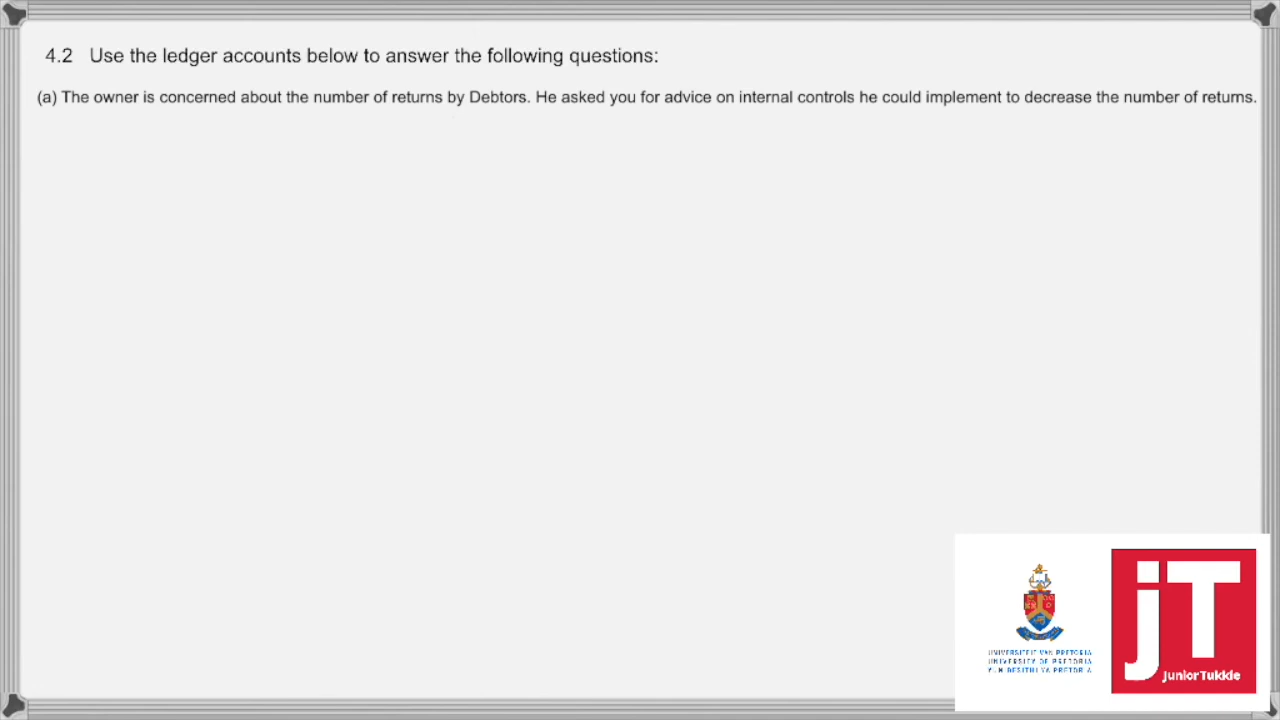 4.2 Use the ledger accounts below to answer the following questions:
(a) The owner is concerned about the number of returns by Debtors. He asked you for advice on internal controls he could implement to decrease the number of returns.
UNIVERSITEIT VAN PRETORIA
UNIVERSITY OF PRETORIA
YUNIBESITHI YA PRETORIA
jT
JuniorTukkie